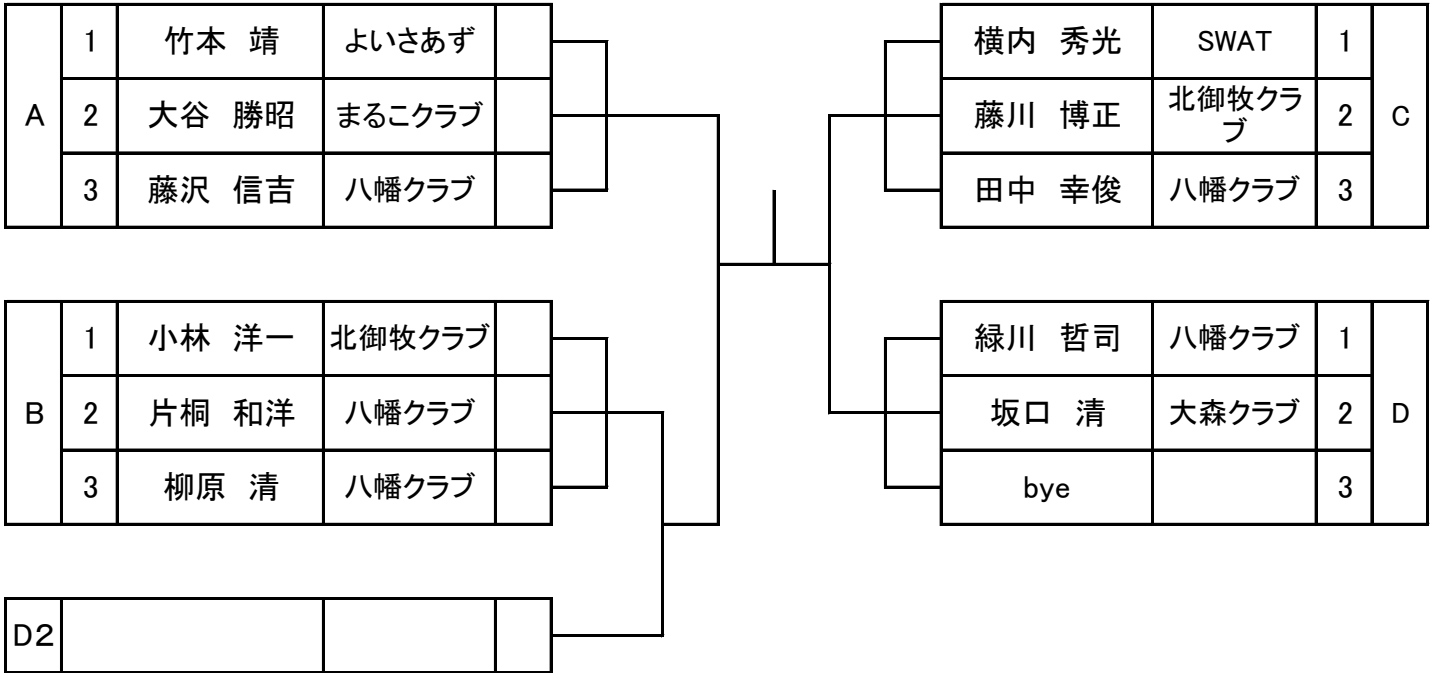 A
1 竹本 靖 よいさあず
2 大谷 勝昭 まるこクラブ
3 藤沢 信吉 八幡クラブ
B
1 小林 洋一 北御牧クラブ
2 片桐 和洋 八幡クラブ
3 柳原 清 八幡クラブ
D2
横内 秀光 SWAT 1
藤川 博正 北御牧クラ
ブ 2
田中 幸俊 八幡クラブ 3
C
緑川 哲司 八幡クラブ 1
坂口 清 大森クラブ 2
bye 3
D